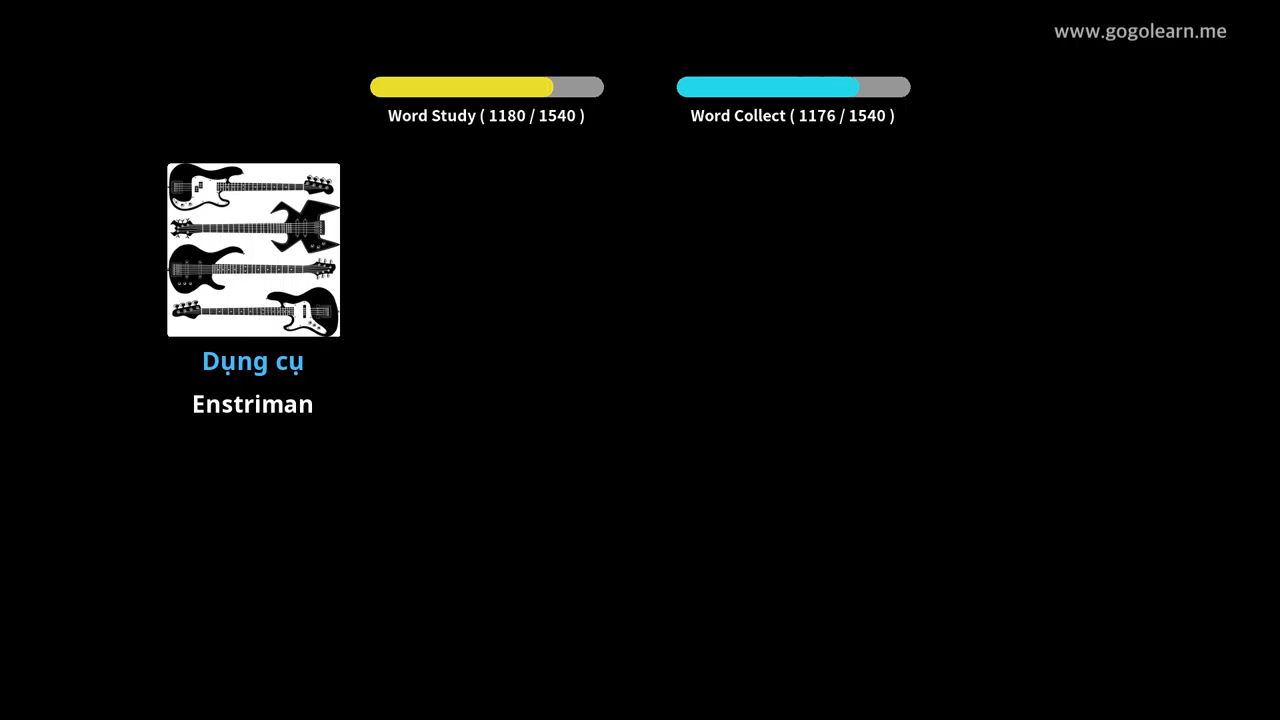 www.gogolearn.me
Word Study ( 1180 / 1540 )
Word Collect ( 1176 / 1540 )
Dụng cụ
Enstriman